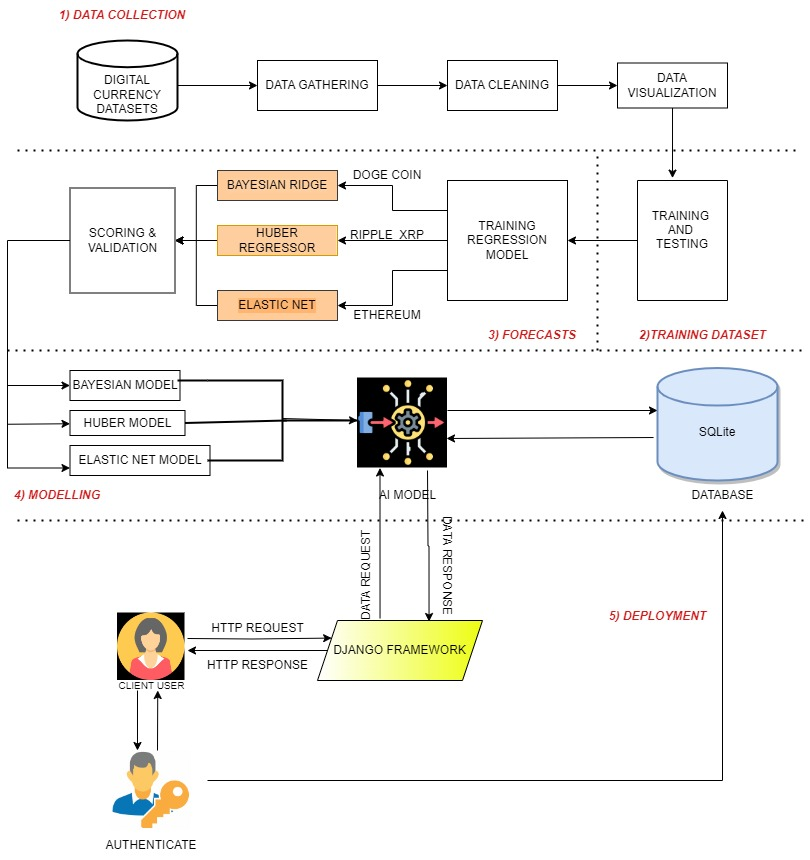 1) DATA COLLECTION
DIGITAL
CURRENCY
DATASETS
DATA GATHERING
DATA CLEANING
DATA
VISUALIZATION
BAYESIAN RIDGE
DOGE COIN
SCORING &
VALIDATION
HUBER
REGRESSOR
RIPPLE XRP
TRAINING
REGRESSION
MODEL
TRAINING
AND
TESTING
ELASTIC NET
ETHEREUM
3) FORECASTS
2)TRAINING DATASET
BAYESIAN MODEL
HUBER MODEL
ELASTIC NET MODEL
4) MODELLING
AI MODEL
SQLite
DATABASE
DATA REQUEST
DATA RESPONSE
5) DEPLOYMENT
HTTP REQUEST
HTTP RESPONSE
DJANGO FRAMEWORK
CLIENT USER
AUTHENTICATE